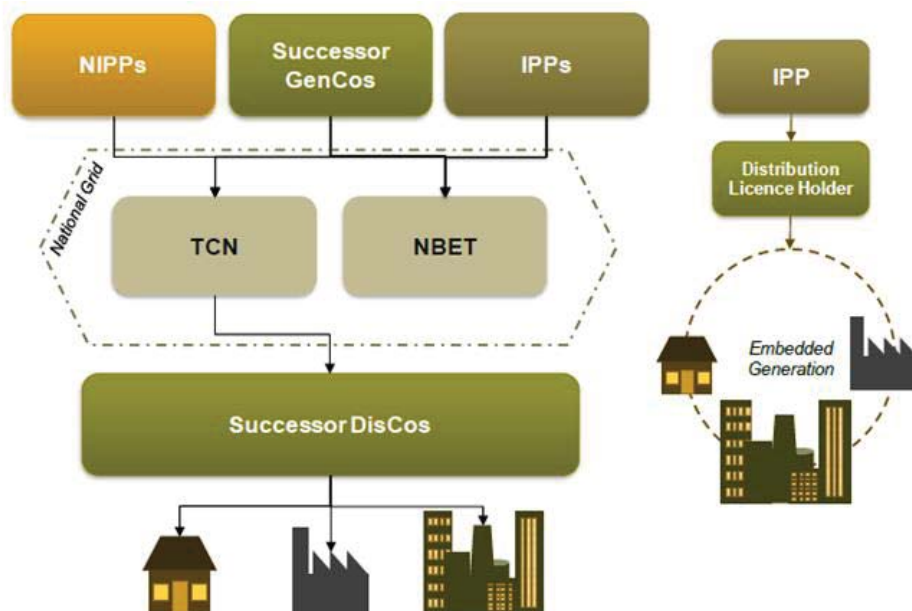 NIPPs
Successor
GenCos
IPPs
National Grid
TCN
NBET
Successor DisCos
IPP
Distribution
Licence Holder
Embedded
Generation